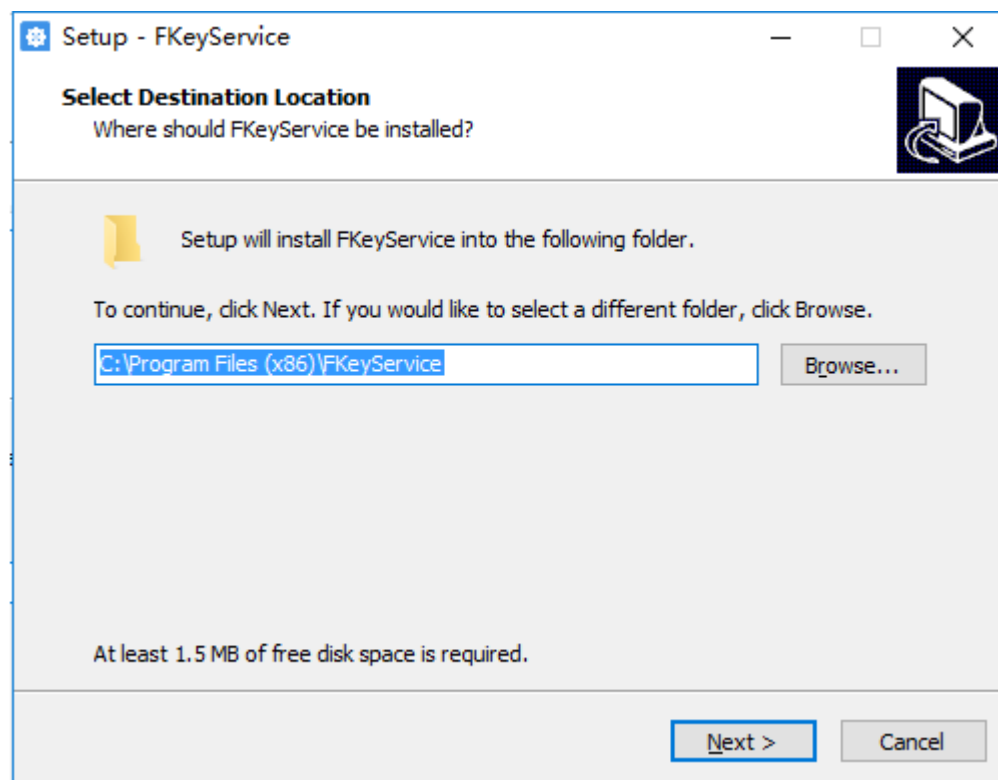 Setup - FKeyService
Select Destination Location
Where should FKeyService be installed?
Setup will install FKeyService into the following folder.
To continue, click Next. If you would like to select a different folder, click Browse.
C:\Program Files (x86)\FKeyService
Browse...
At least 1.5 MB of free disk space is required.
Next >
Cancel